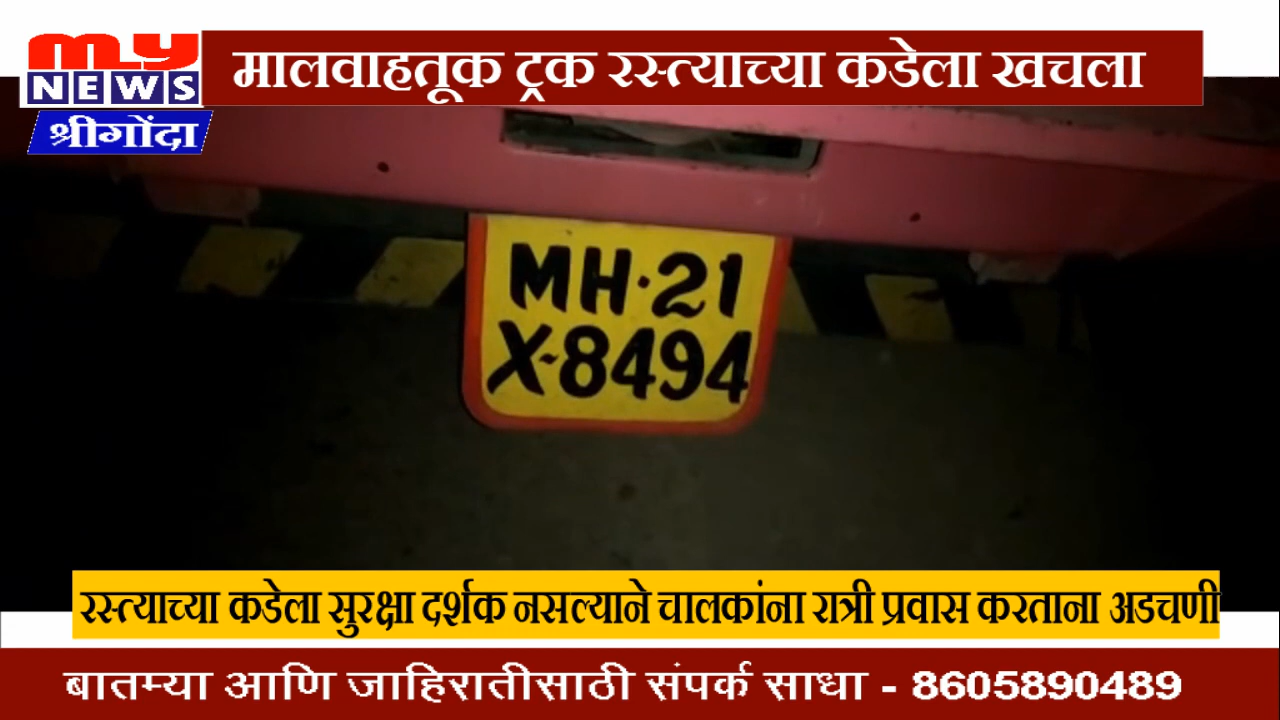 my
NEWS
श्रीगोंदा
मालवाहतूक ट्रक रस्त्याच्या कडेला खचला
MH·21
X-8494
रस्त्याच्या कडेला सुरक्षा दर्शक नसल्याने चालकांना रात्री प्रवास करताना अडचणी
बातम्या आणि जाहिरातीसाठी संपर्क साधा - 8605890489